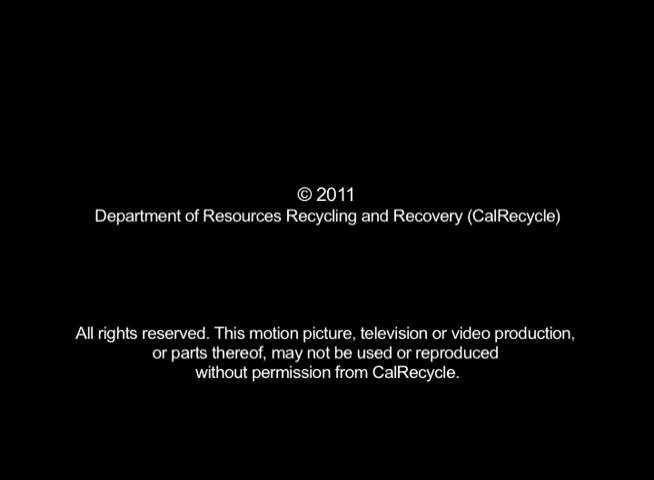 © 2011
Department of Resources Recycling and Recovery (CalRecycle)
All rights reserved. This motion picture, television or video production,
or parts thereof, may not be used or reproduced
without permission from CalRecycle.